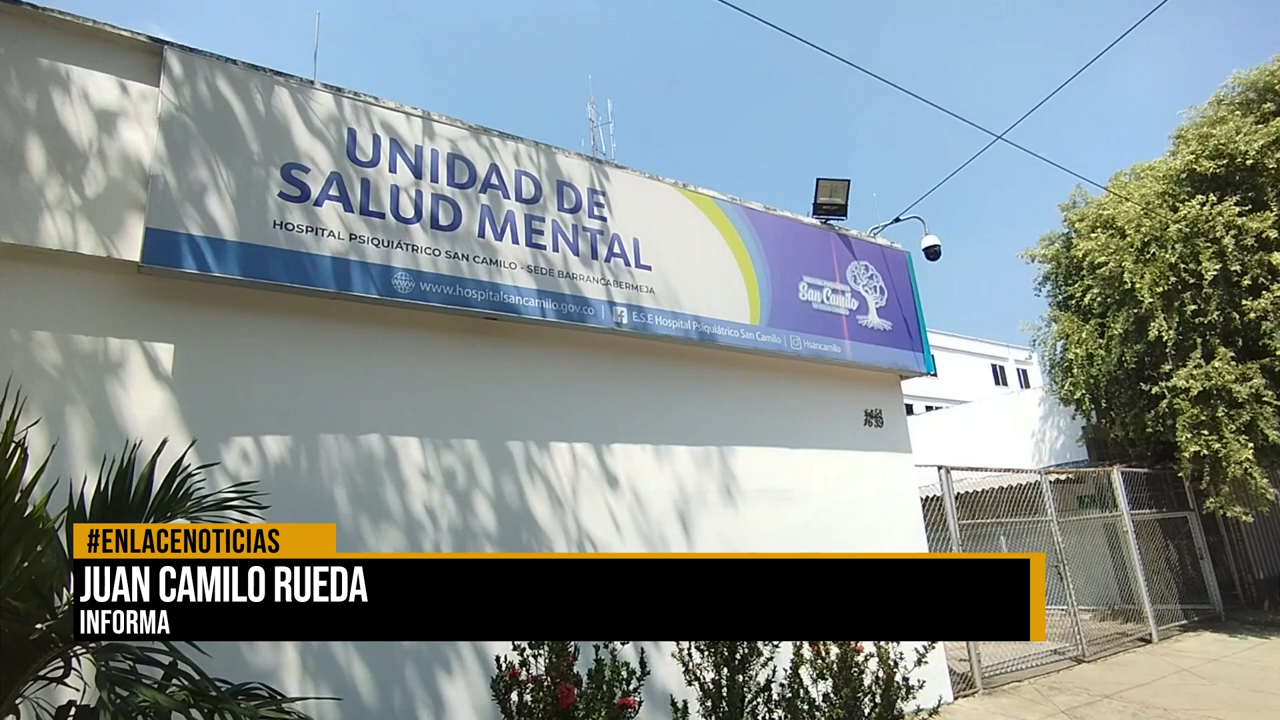 UNIDAD DE
SALUD MENTAL
HOSPITAL PSIQUIÁTRICO SAN CAMILO - SEDE BARRANCABERMEJA
www.hospitalsancamilo.gov.co | E.S.E Hospital Psiquiátrico San Camilo | Hsancamilo
San Camilo
#ENLACENOTICIAS
JUAN CAMILO RUEDA
INFORMA